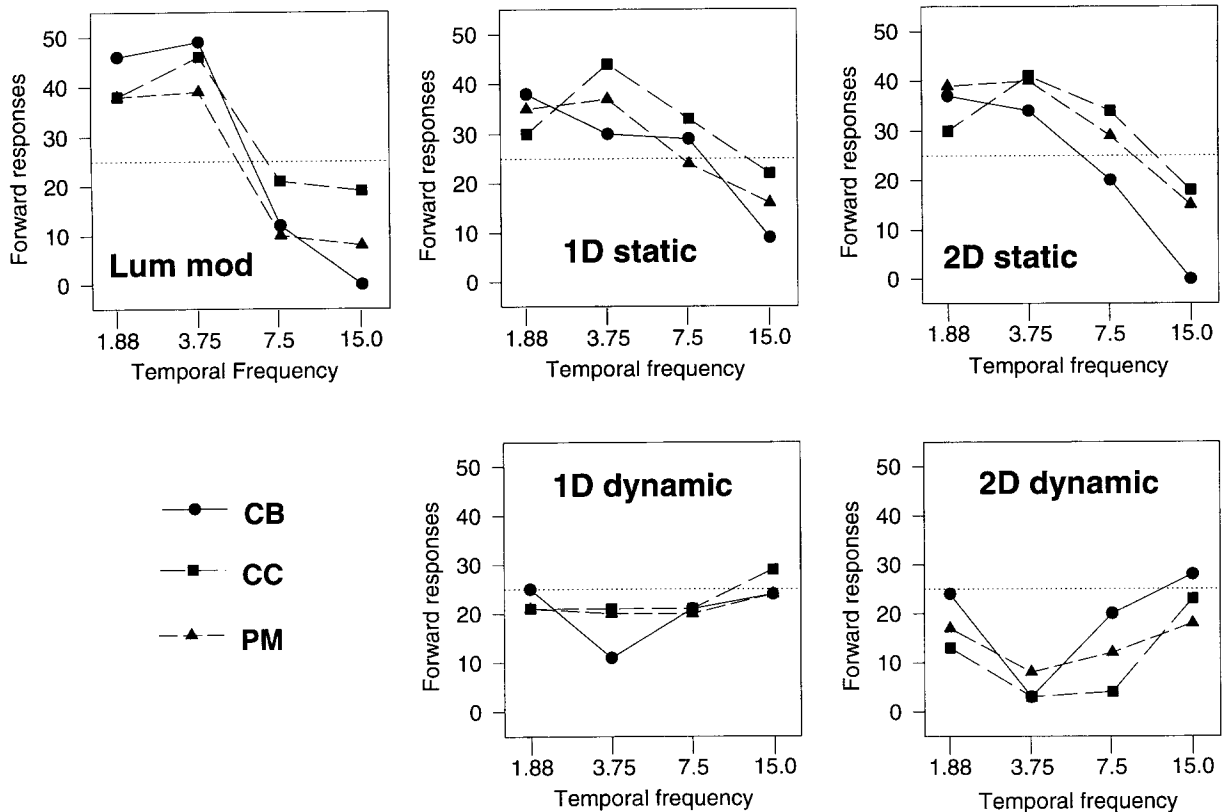 50
40
30
20
10
0
Forward responses
Lum mod
1.88 3.75 7.5 15.0
Temporal Frequency
50
40
30
20
10
0
Forward responses
1D static
1.88 3.75 7.5 15.0
Temporal frequency
50
40
30
20
10
0
Forward responses
2D static
1.88 3.75 7.5 15.0
Temporal frequency
CB
CC
PM
50
40
30
20
10
0
Forward responses
1D dynamic
1.88 3.75 7.5 15.0
Temporal frequency
50
40
30
20
10
0
Forward responses
2D dynamic
1.88 3.75 7.5 15.0
Temporal frequency